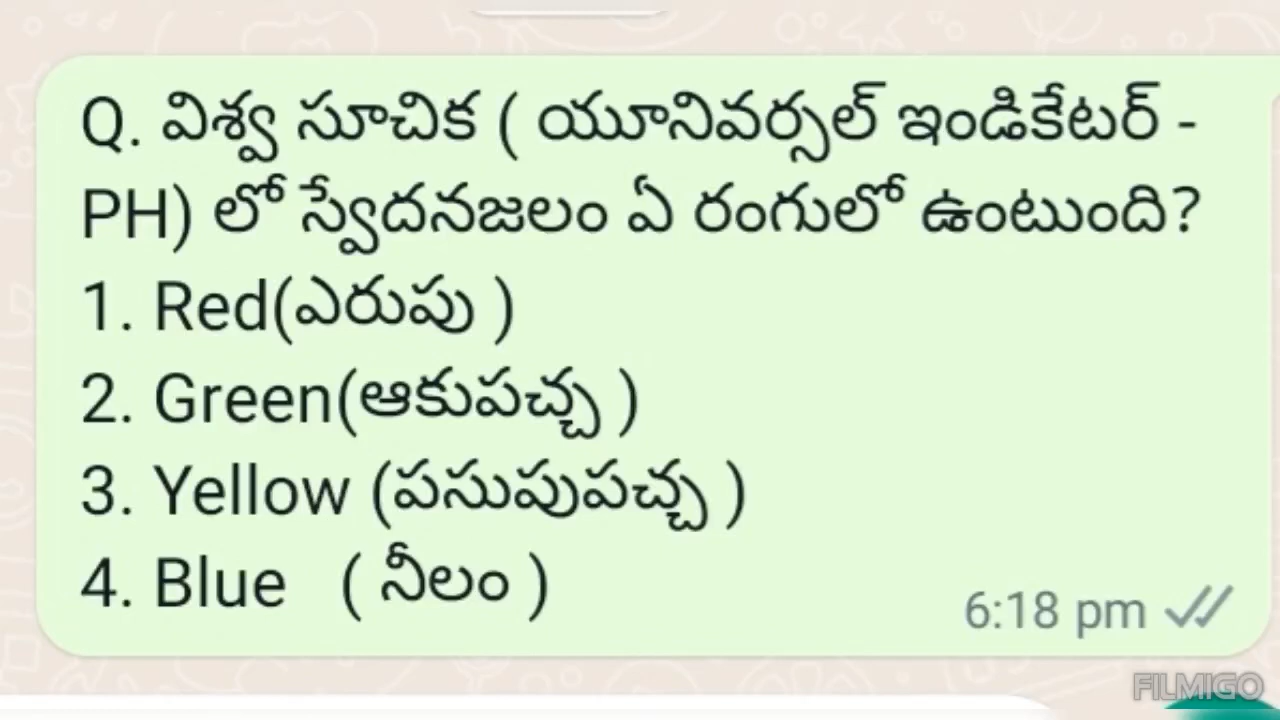 Q. విశ్వ సూచిక ( యూనివర్సల్ ఇండికేటర్ -
PH) లో స్వేదనజలం ఏ రంగులో ఉంటుంది?
1. Red(ఎరుపు )
2. Green(ఆకుపచ్చ )
3. Yellow (పసుపుపచ్చ )
4. Blue ( నీలం )
6:18 pm
FILMIGO